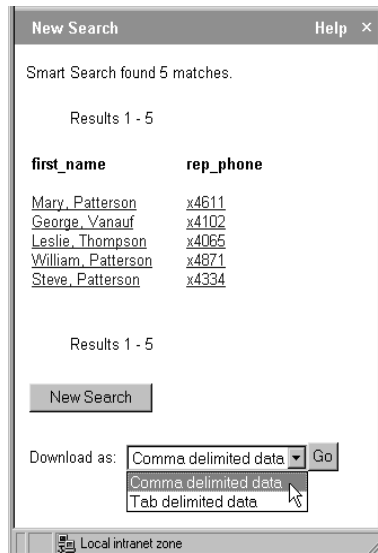 New Search Help ×
Smart Search found 5 matches.
Results 1 - 5
first_name rep_phone
Mary, Patterson x4611
George, Vanauf x4102
Leslie, Thompson x4065
William, Patterson x4871
Steve, Patterson x4334
Results 1 - 5
New Search
Download as: Comma delimited data Go
Comma delimited data
Tab delimited data
Local intranet zone